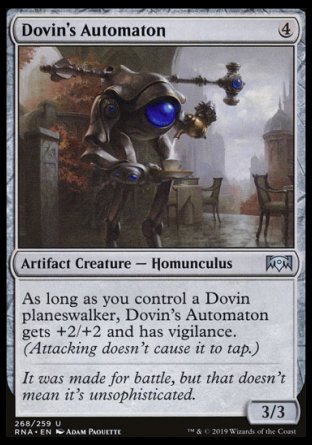 Dovin's Automaton 4
Artifact Creature — Homunculus
As long as you control a Dovin
planeswalker, Dovin's Automaton
gets +2/+2 and has vigilance.
(Attacking doesn't cause it to tap.)
It was made for battle, but that doesn't
mean it's unsophisticated.
3/3
268/259 U
RNA • EN Adam Paquette
™ & © 2019 Wizards of the Coast